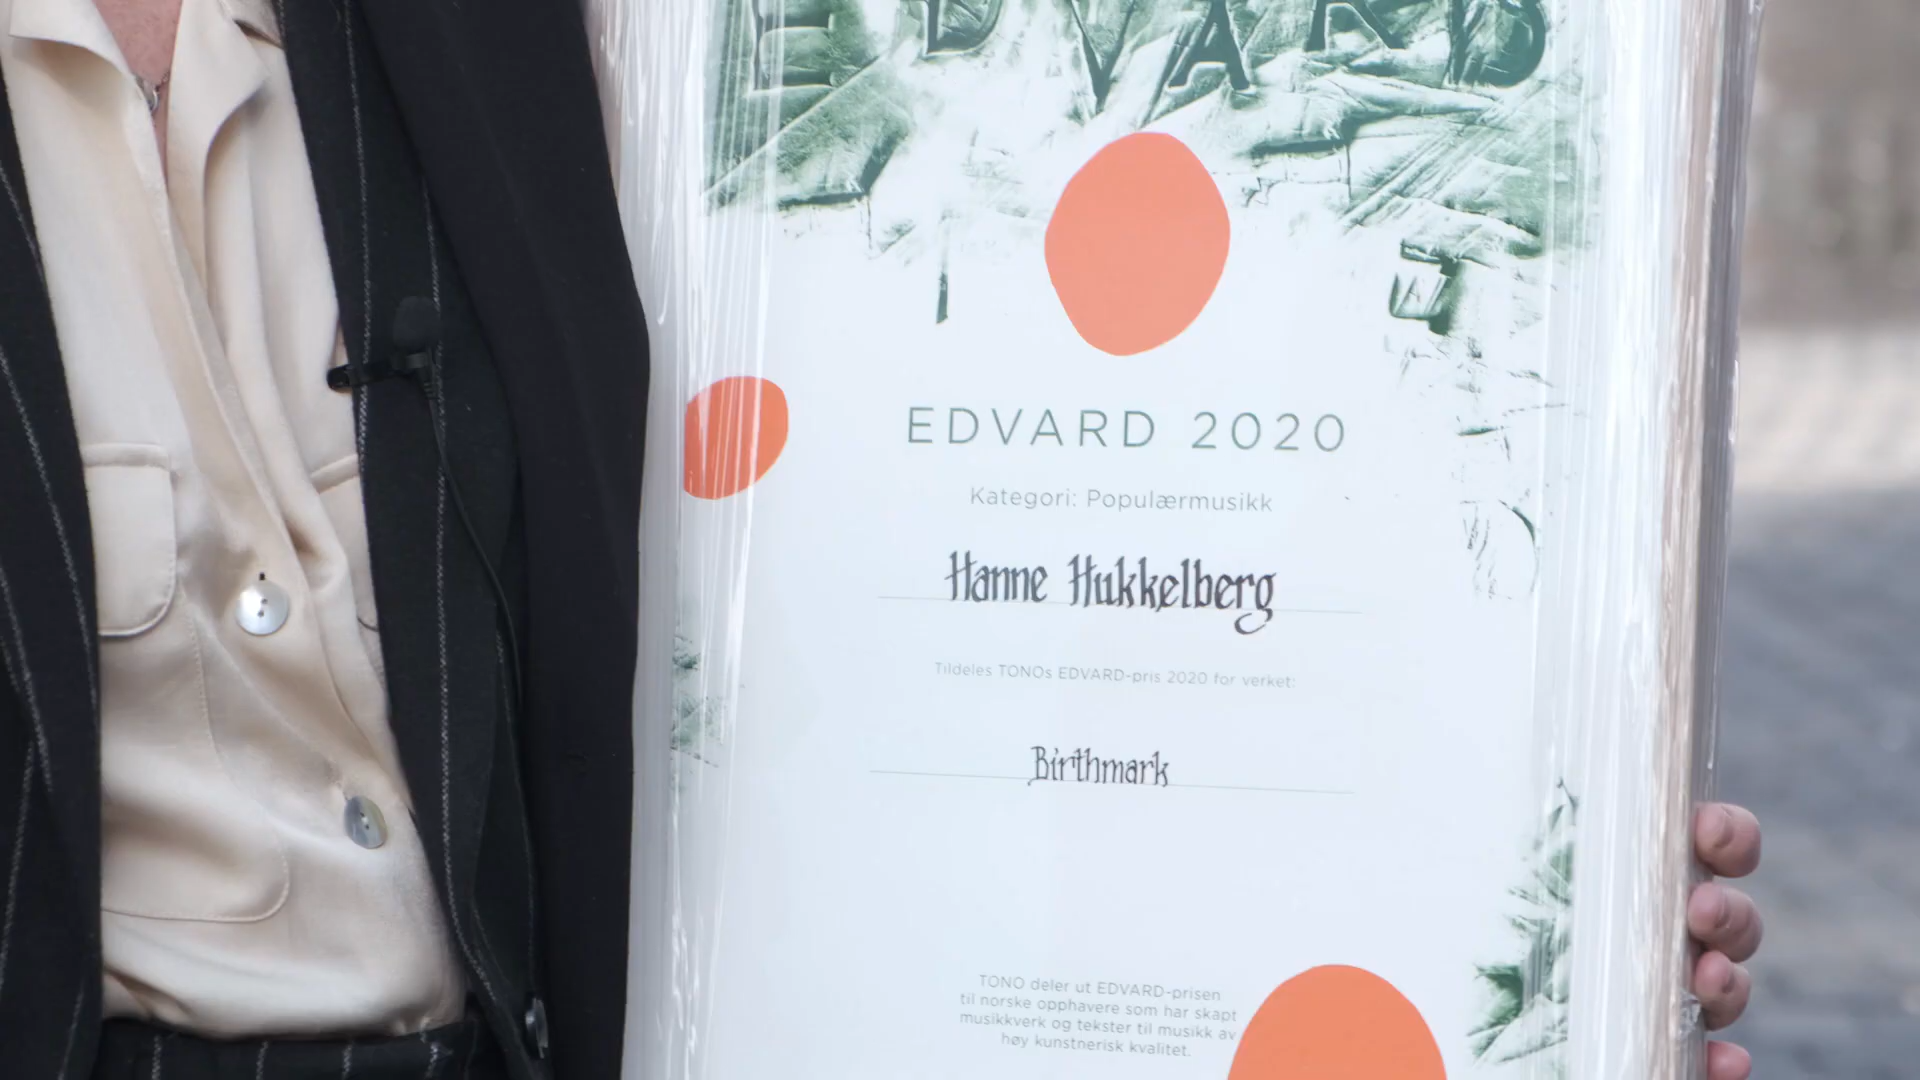 EDVARD
EDVARD 2020
Kategori: Populærmusikk
Hanne Hukkelberg
Tildeles TONOs EDVARD-pris 2020 for verket:
Birthmark
TONO deler ut EDVARD-prisen
til norske opphavere som har skapt
musikkverk og tekster til musikk av
høy kunstnerisk kvalitet.